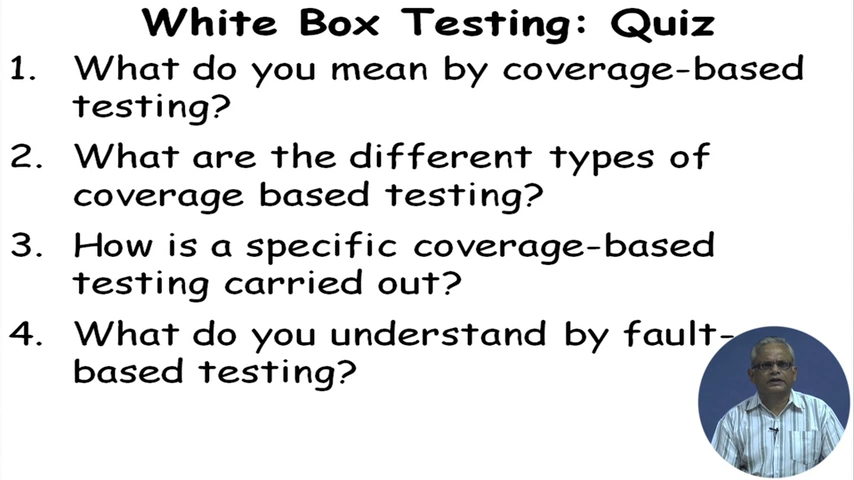 White Box Testing: Quiz
1. What do you mean by coverage-based
testing?
2. What are the different types of
coverage based testing?
3. How is a specific coverage-based
testing carried out?
4. What do you understand by fault-
based testing?